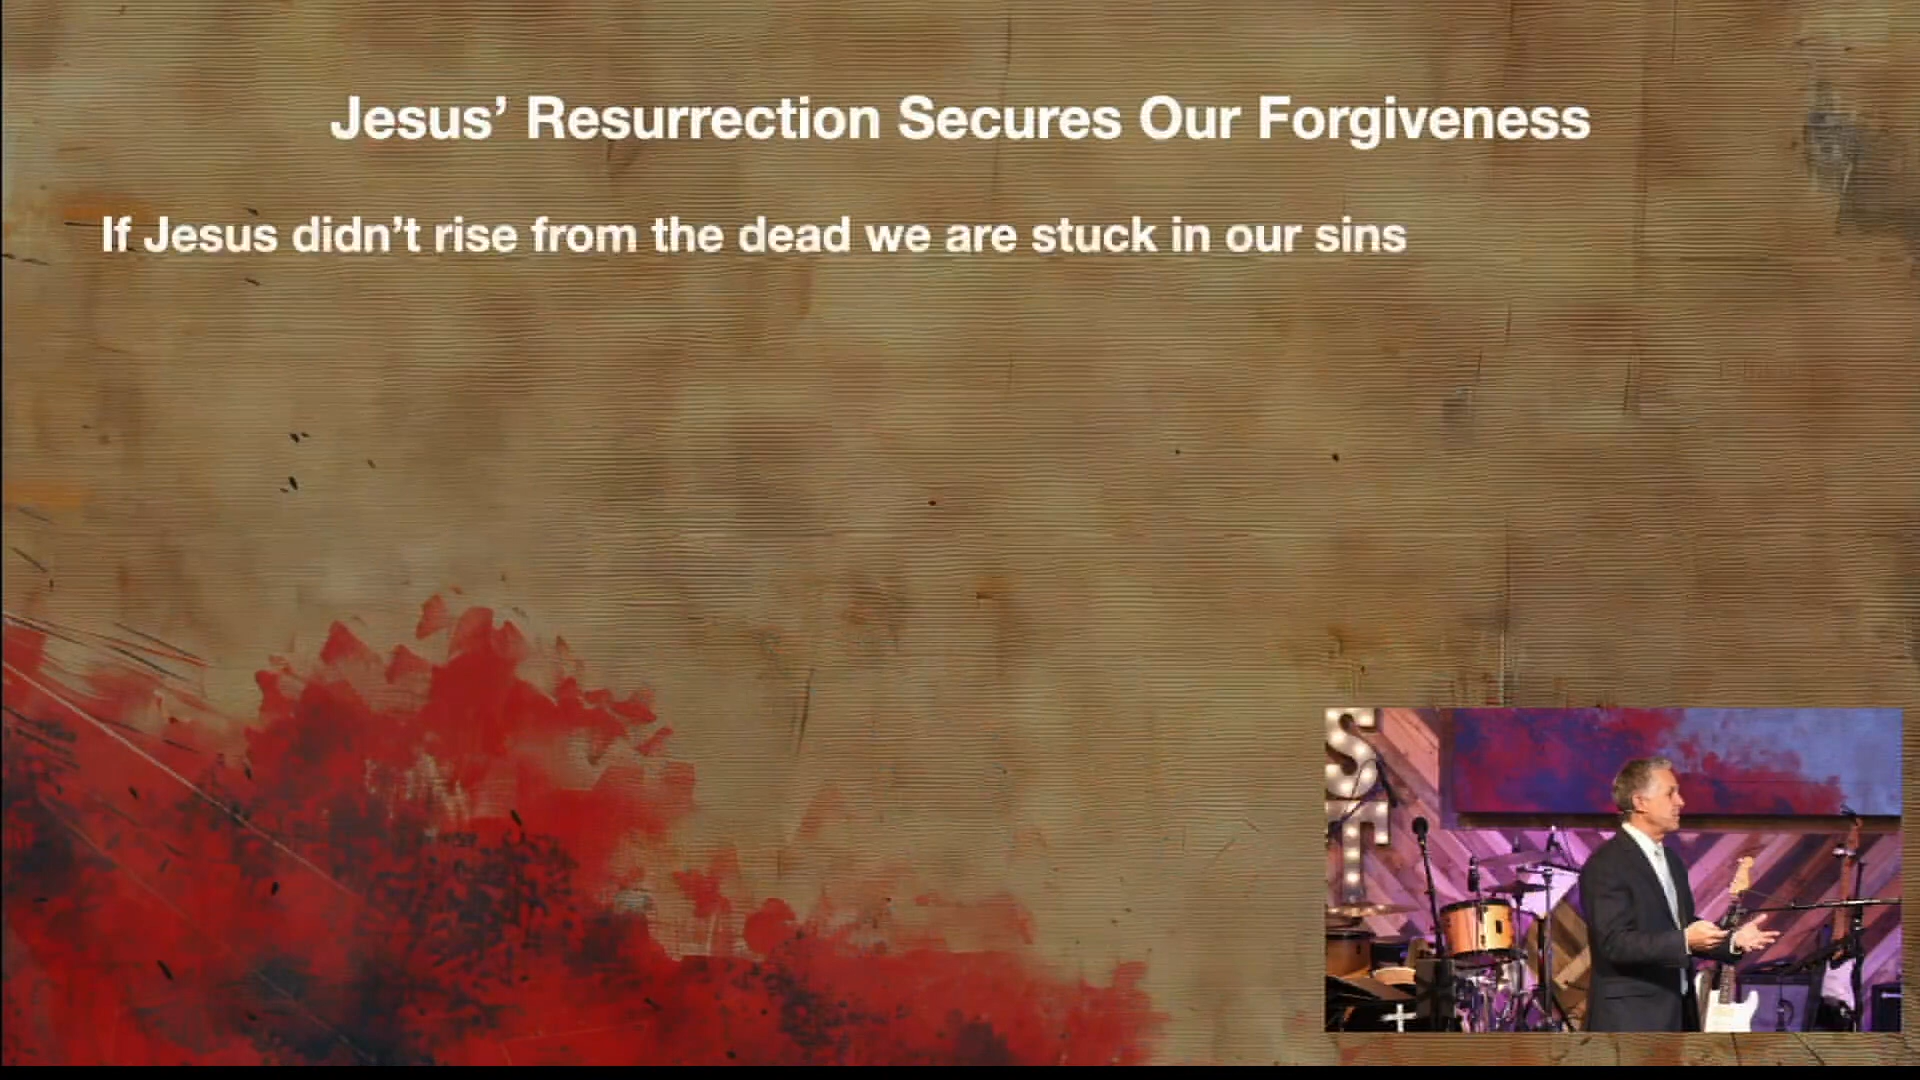 Jesus’ Resurrection Secures Our Forgiveness
If Jesus didn’t rise from the dead we are stuck in our sins